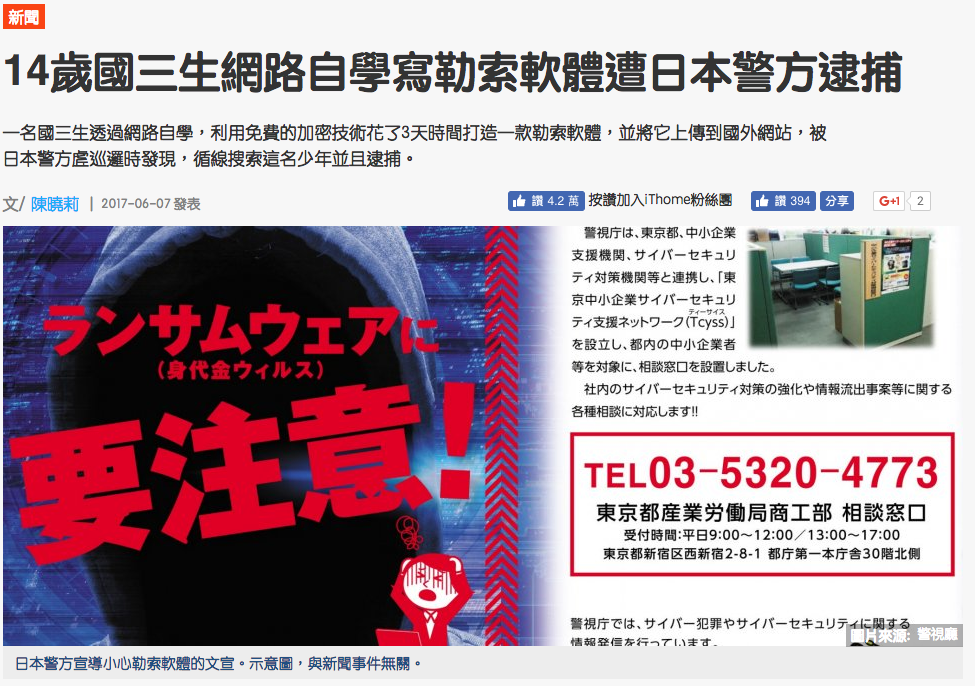 新聞
14歲國三生網路自學寫勒索軟體遭日本警方逮捕
一名國三生透過網路自學，利用免費的加密技術花了3天時間打造一款勒索軟體，並將它上傳到國外網站，被
日本警方處巡邏時發現，循線搜索這名少年並且逮捕。
文/ 陳曉莉 | 2017-06-07 發表
讚 4.2 萬 按讚加入iThome粉絲團 讚 394 分享 G+1 2
ランサムウェアに
(身代金ウィルス)
要注意!
警視庁は、東京都、中小企業
支援機関、サイバーセキュリ
ティ対策機関等と連携し、「東
京中小企業サイバーセキュリ
ティーサイス
ティ支援ネットワーク(Tcyss)」
を設立し、都内の中小企業者
等を対象に、相談窓口を設置しました。
社内のサイバーセキュリティ対策の強化や情報流出事案等に関する
各種相談に対応します!!
TEL03-5320-4773
東京都産業労働局商工部 相談窓口
受付時間:平日9:00〜12:00/13:00〜17:00
東京都新宿区西新宿2-8-1 都庁第一本庁舎30階北側
警視庁では、サイバー犯罪やサイバーセキュリティに関する
情報発信を行っています。
圖片來源: 警視廳
日本警方宣導小心勒索軟體的文宣。示意圖，與新聞事件無關。